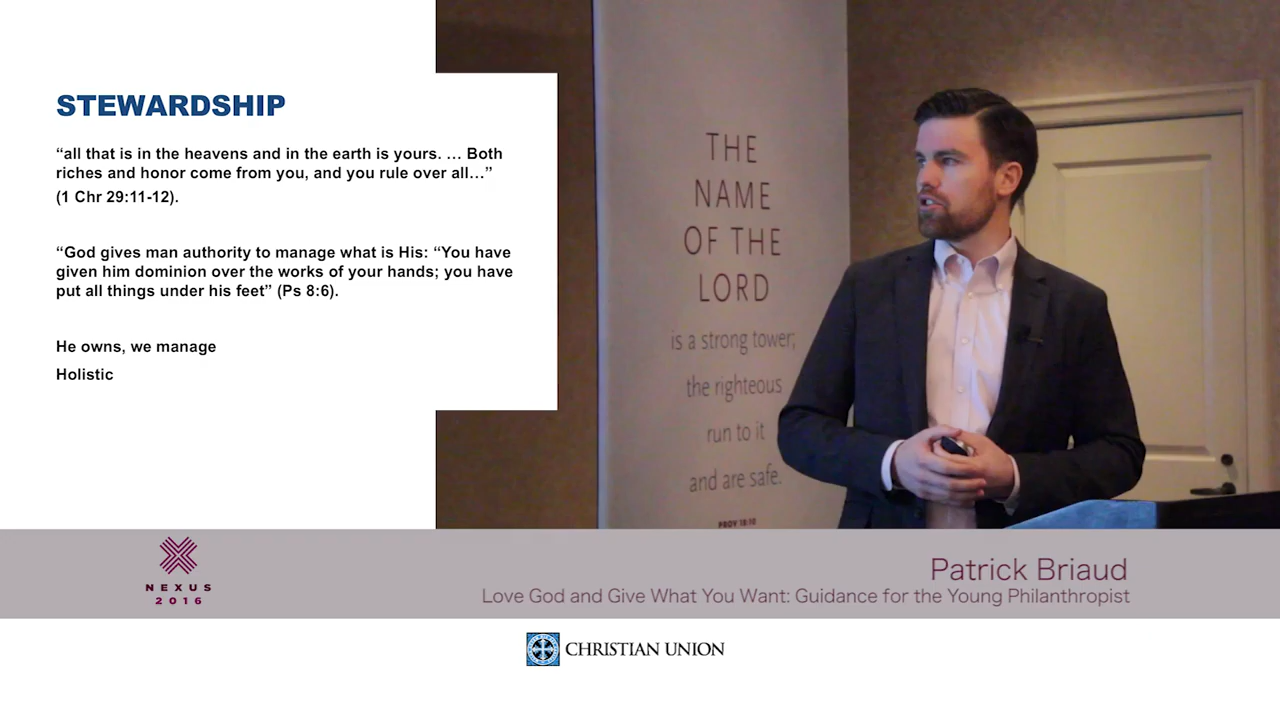 STEWARDSHIP
“all that is in the heavens and in the earth is yours. … Both
riches and honor come from you, and you rule over all…”
(1 Chr 29:11-12).
“God gives man authority to manage what is His: “You have
given him dominion over the works of your hands; you have
put all things under his feet” (Ps 8:6).
He owns, we manage
Holistic
THE
NAME
OF THE
LORD
is a strong tower;
the righteous
run to it
and are safe.
PROV 18:10
NEXUS
2016
Patrick Briaud
Love God and Give What You Want: Guidance for the Young Philanthropist
CHRISTIAN UNION